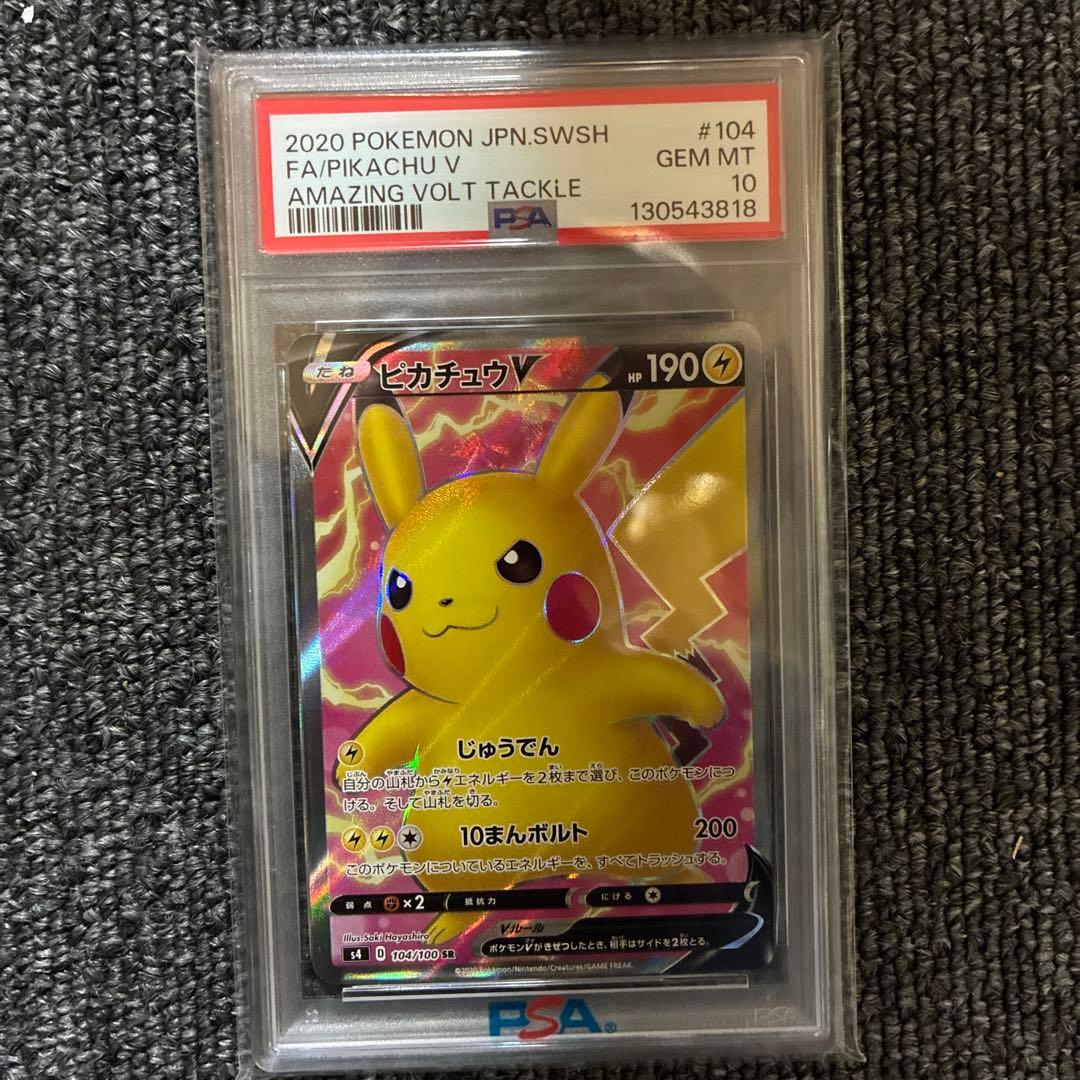 2020 POKEMON JPN.SWSH #104
FA/PIKACHU V GEM MT
AMAZING VOLT TACKLE 10
PSA 130543818
たね ピカチュウV HP 190
じゅうでん
自分の山札からエネルギーを2枚まで選び、このポケモンにつ
ける。そして山札を切る。
10まんボルト 200
このポケモンについているエネルギーを、すべてトラッシュする。
弱点 ×2 抵抗力 にげる
Vルール
ポケモンVがきぜつしたとき、相手はサイドを2枚とる。
Illus. Saki Hayashiro
s4 D 104/100 SR
©2020 Pokémon/Nintendo/Creatures/GAME FREAK.
PSA®